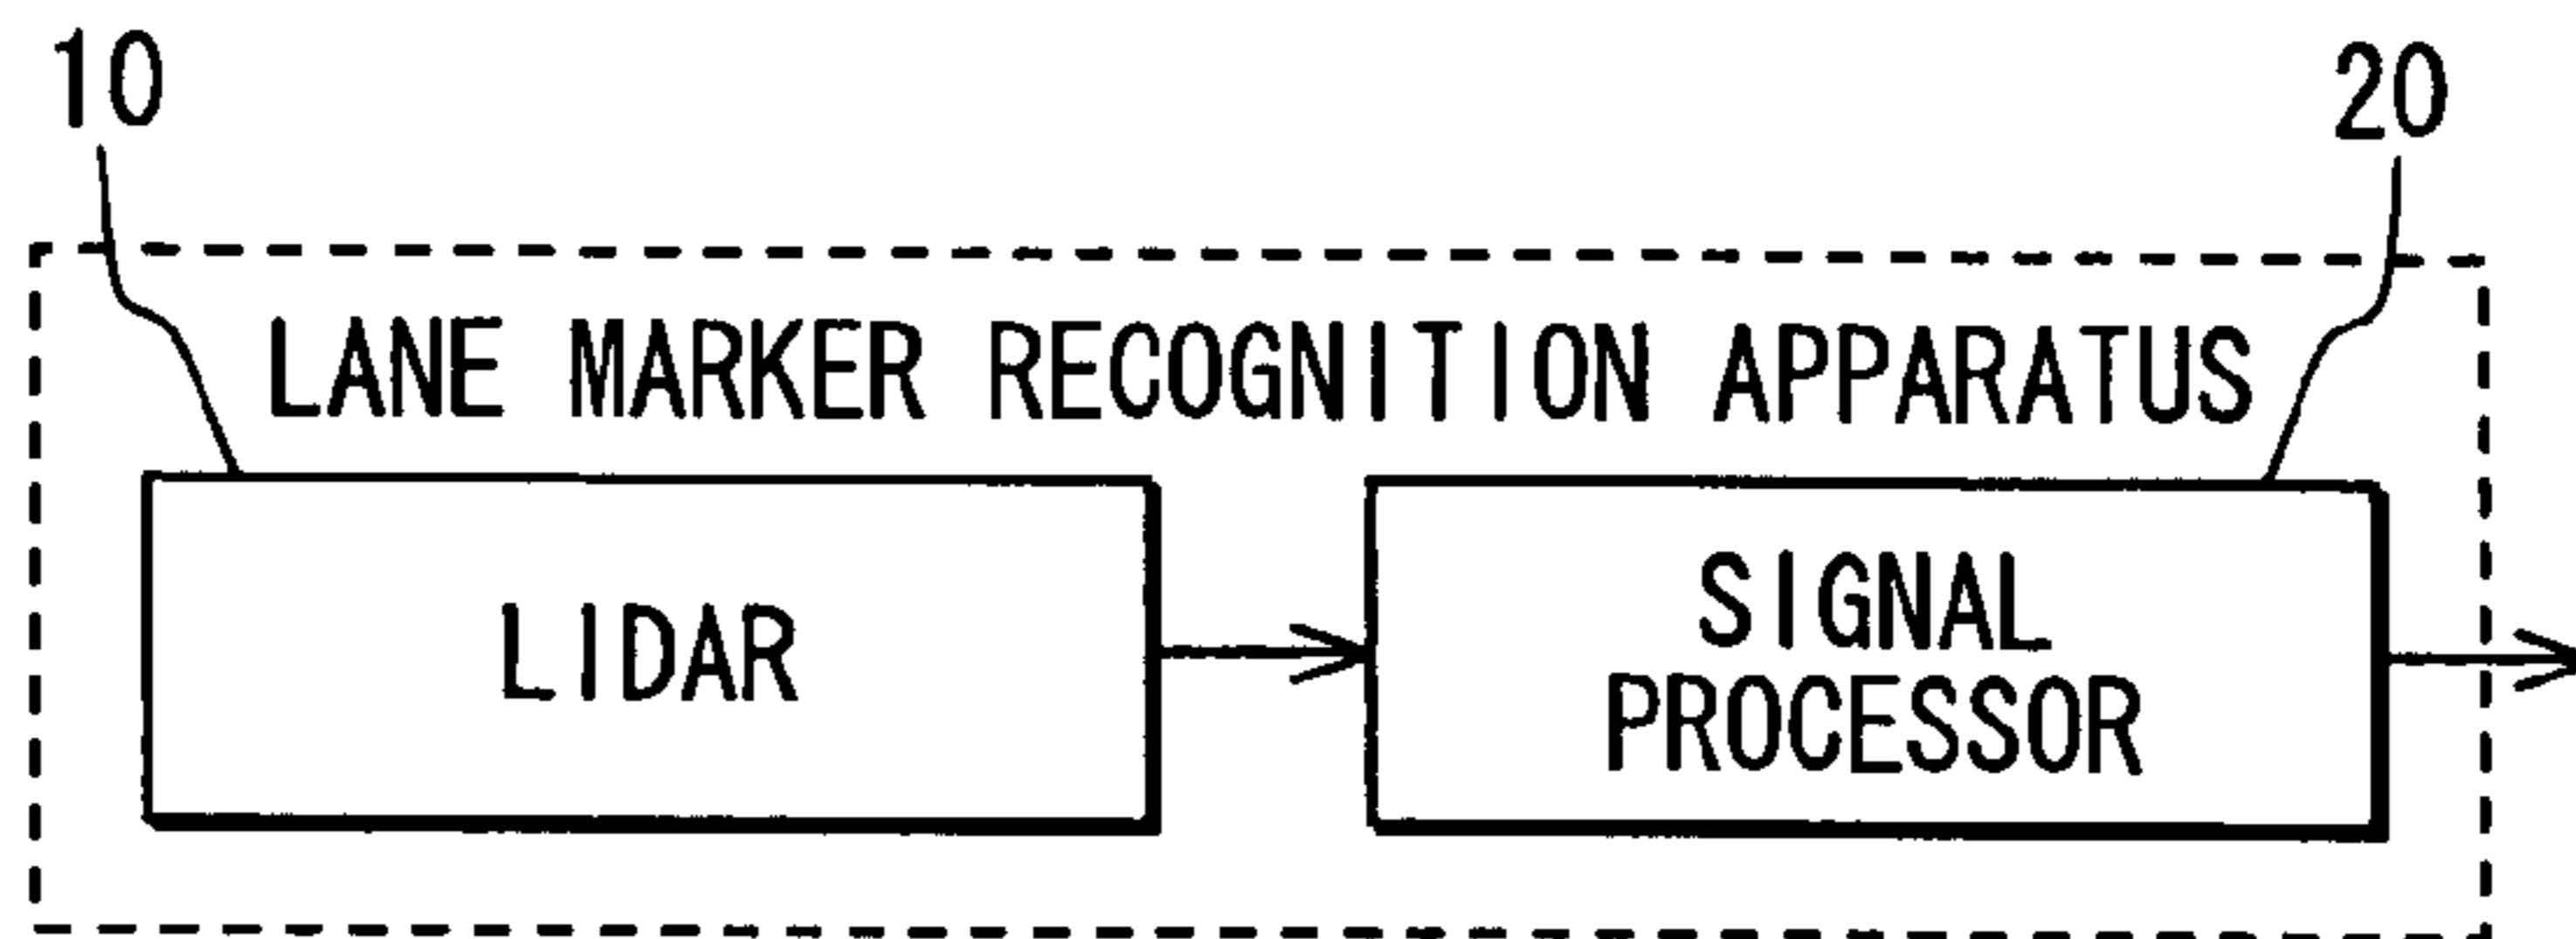 10
20
LANE MARKER RECOGNITION APPARATUS
LIDAR
SIGNAL
PROCESSOR